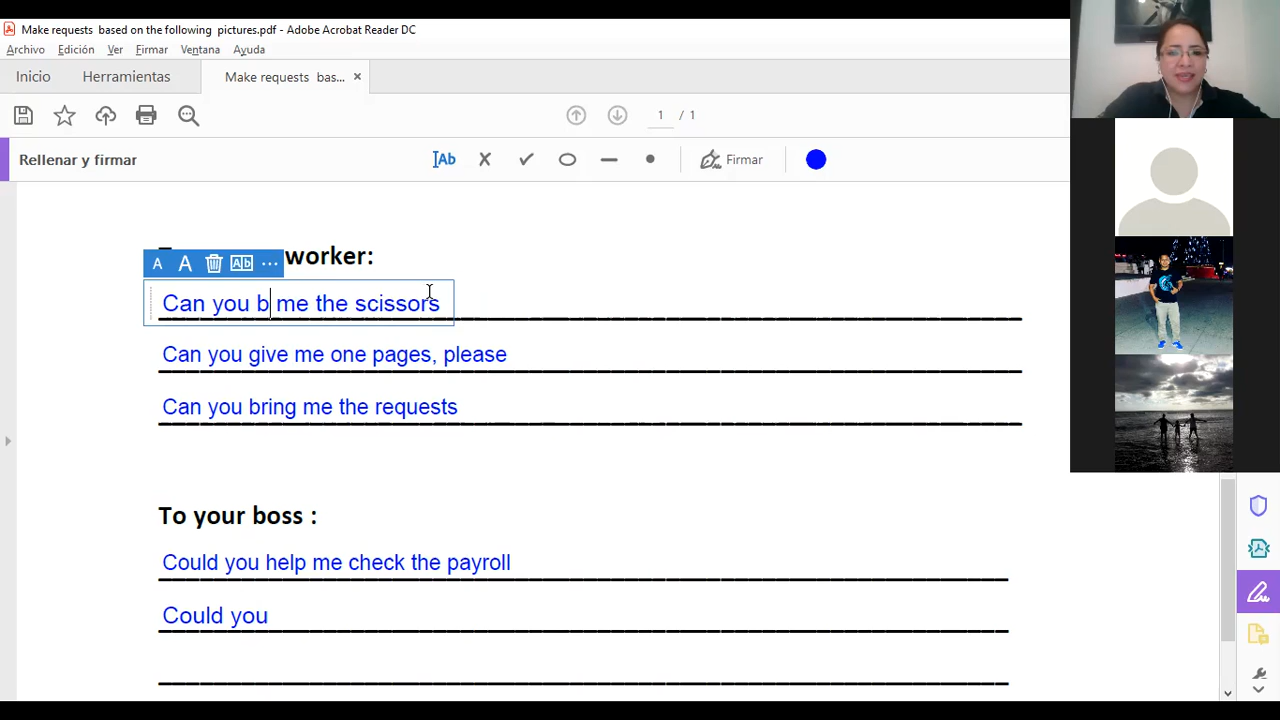 Make requests based on the following pictures.pdf - Adobe Acrobat Reader DC
Archivo Edición Ver Firmar Ventana Ayuda
Inicio Herramientas Make requests bas... ×
1 / 1
Rellenar y firmar Ab Firmar
worker:
A A Ab ...
Can you b me the scissors
Can you give me one pages, please
Can you bring me the requests
To your boss :
Could you help me check the payroll
Could you